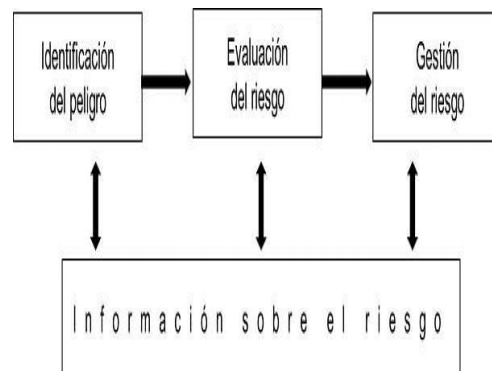 Identificación
del peligro
Evaluación
del riesgo
Gestión
del riesgo
Información sobre el riesgo